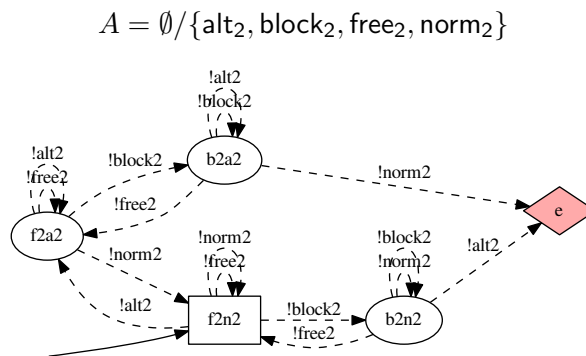 A = ∅/{alt₂, block₂, free₂, norm₂}
!alt2
!block2
!alt2
!free2
!block2
b2a2
!norm2
!free2
f2a2
e
!norm2
!norm2
!free2
!block2
!norm2
!alt2
!alt2
f2n2
!block2
!free2
b2n2